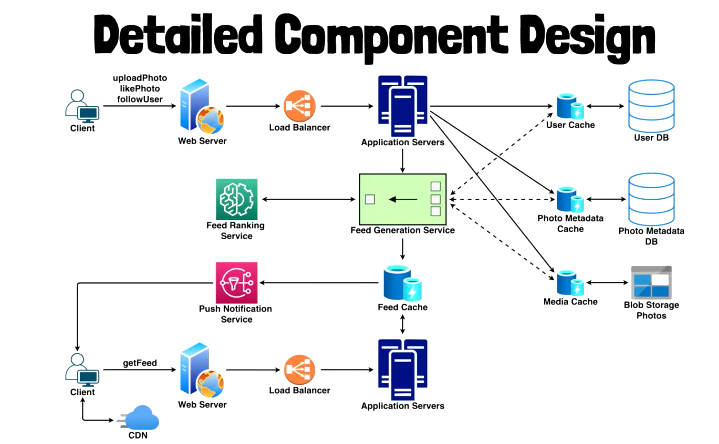 Detailed Component Design
uploadPhoto
likePhoto
followUser
Client
Web Server
Load Balancer
Application Servers
User Cache
User DB
Feed Ranking
Service
Feed Generation Service
Photo Metadata
Cache
Photo Metadata
DB
Push Notification
Service
Feed Cache
Media Cache
Blob Storage
Photos
getFeed
Client
Web Server
Load Balancer
Application Servers
CDN